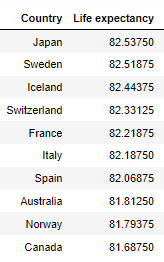 Country Life expectancy
Japan 82.53750
Sweden 82.51875
Iceland 82.44375
Switzerland 82.33125
France 82.21875
Italy 82.18750
Spain 82.06875
Australia 81.81250
Norway 81.79375
Canada 81.68750